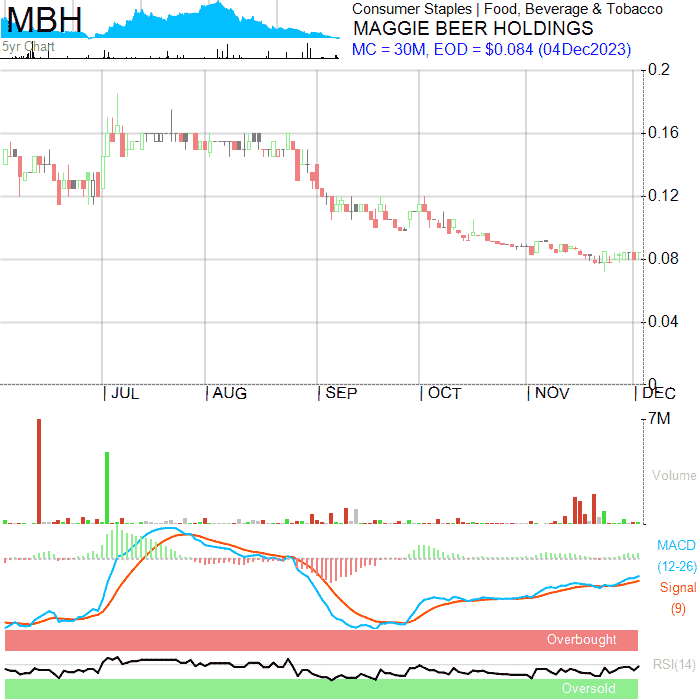 MBH
5yr Chart
Consumer Staples | Food, Beverage & Tobacco
MAGGIE BEER HOLDINGS
MC = 30M, EOD = $0.084 (04Dec2023)
0.2
0.16
0.12
0.08
0.04
0
JUL AUG SEP OCT NOV DEC
7M
Volume
MACD
(12-26)
Signal
(9)
Overbought
RSI(14)
Oversold